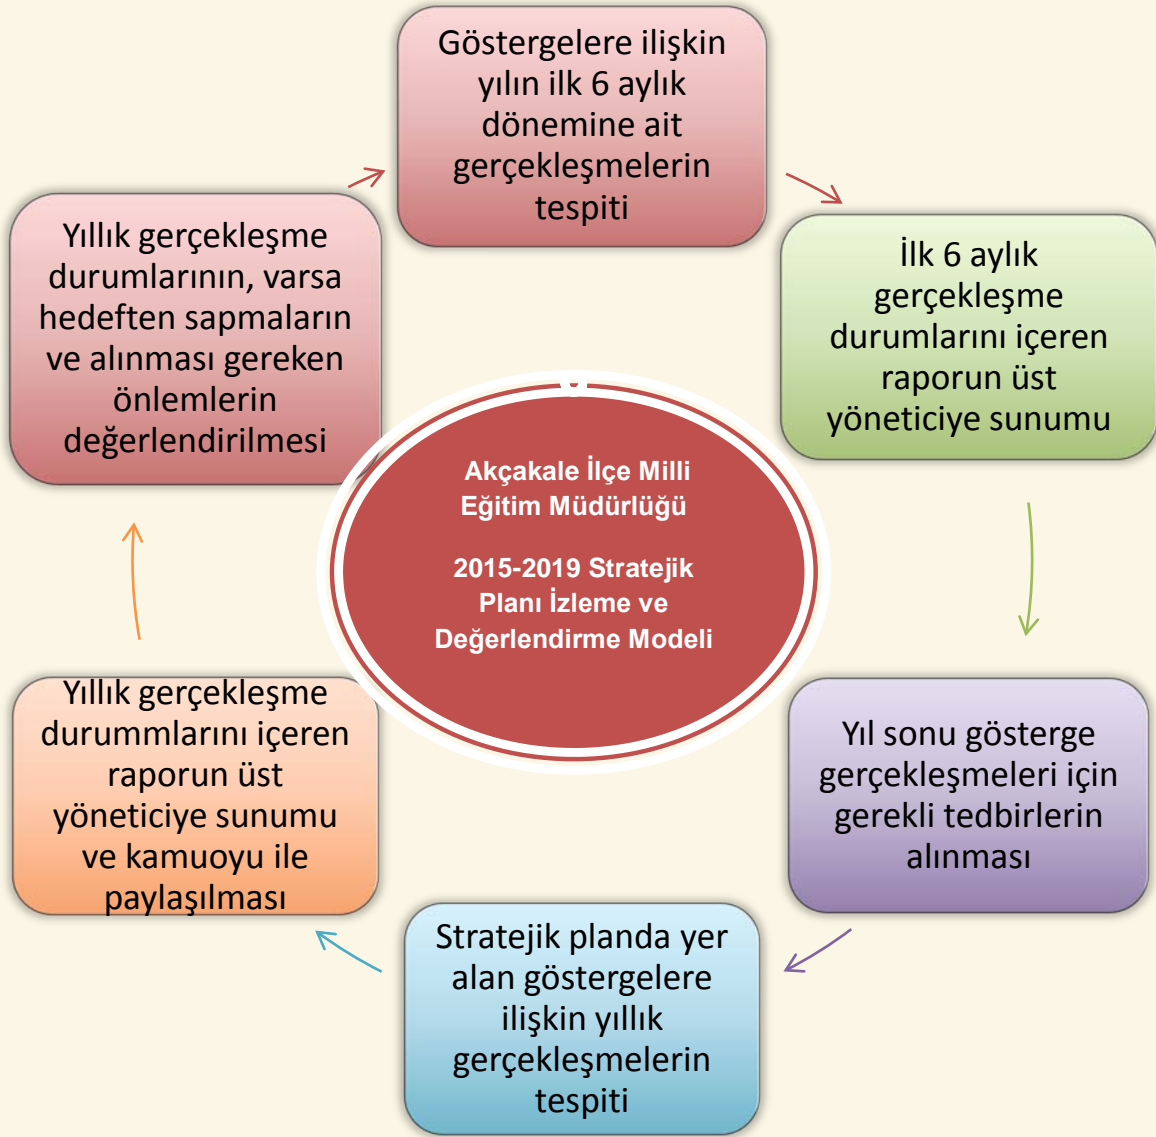 Göstergelere ilişkin
yılın ilk 6 aylık
dönemine ait
gerçekleşmelerin
tespiti
İlk 6 aylık
gerçekleşme
durumlarını içeren
raporun üst
yöneticiye sunumu
Yıl sonu gösterge
gerçekleşmeleri için
gerekli tedbirlerin
alınması
Stratejik planda yer
alan göstergelere
ilişkin yıllık
gerçekleşmelerin
tespiti
Yıllık gerçekleşme
durummlarını içeren
raporun üst
yöneticiye sunumu
ve kamuoyu ile
paylaşılması
Yıllık gerçekleşme
durumlarının, varsa
hedeften sapmaların
ve alınması gereken
önlemlerin
değerlendirilmesi
Akçakale İlçe Milli
Eğitim Müdürlüğü
2015-2019 Stratejik
Planı İzleme ve
Değerlendirme Modeli